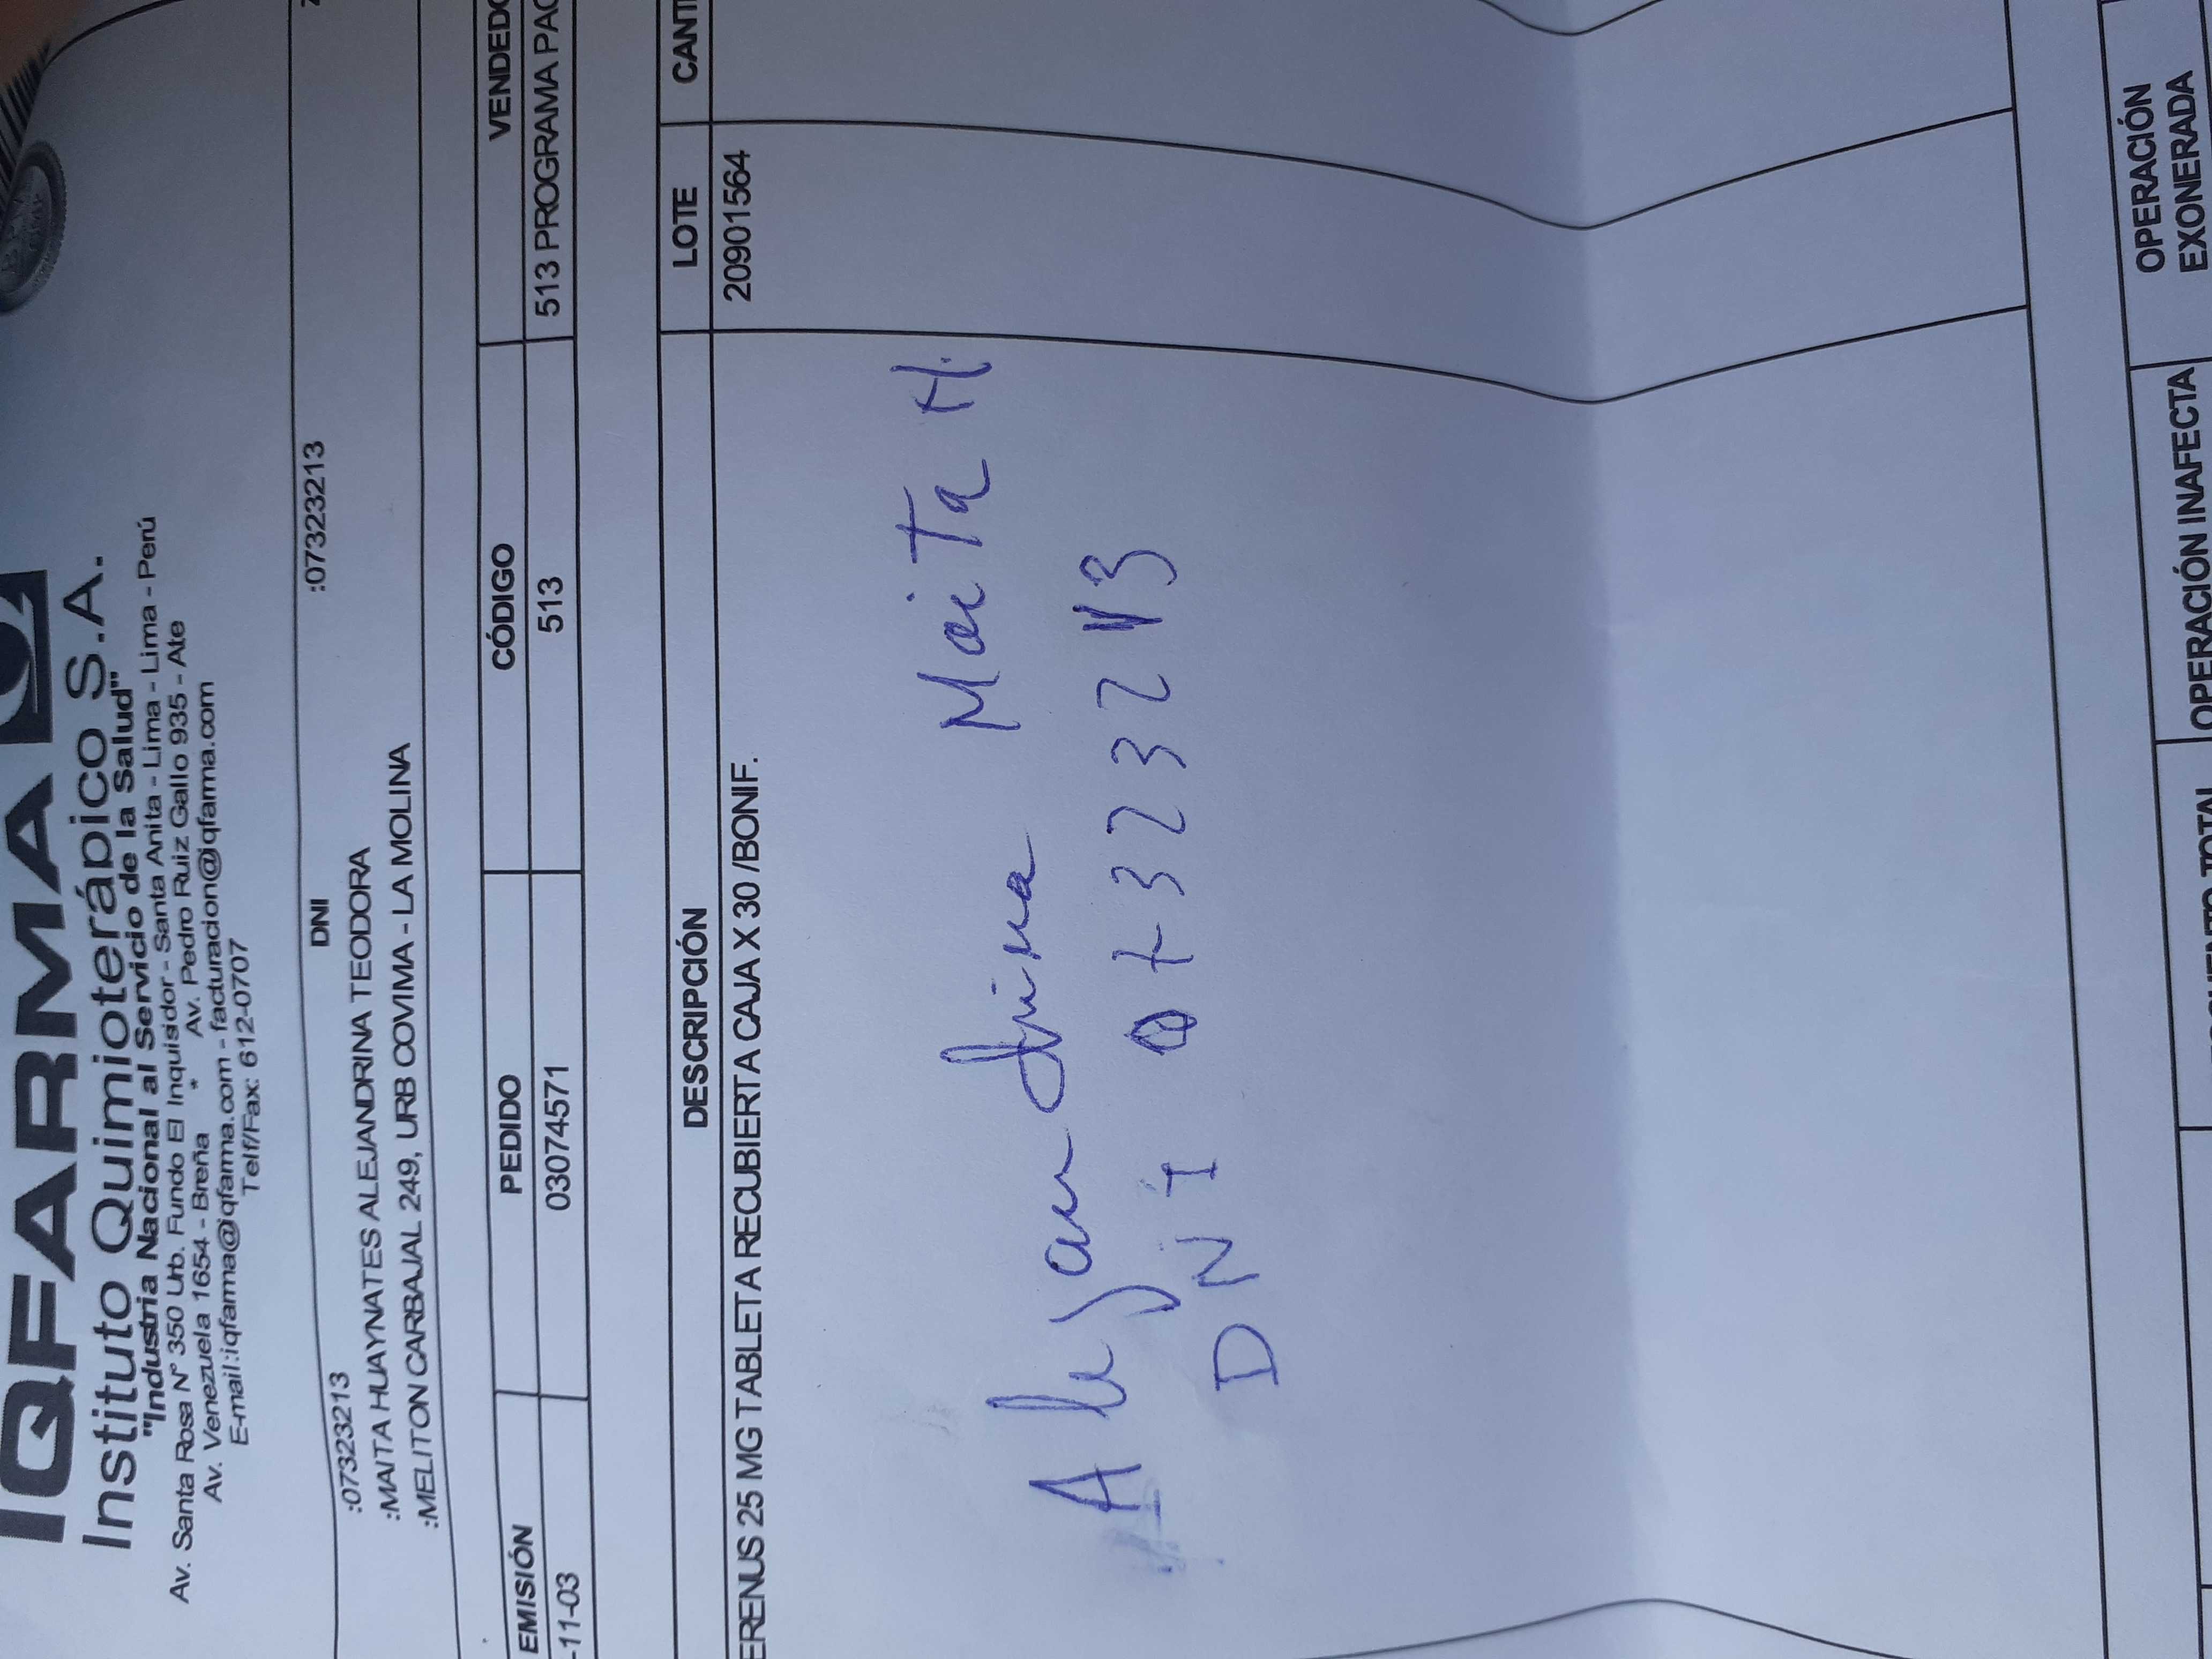 IQFARMA
Instituto Quimioterápico S.A.
"Industria Nacional al Servicio de la Salud"
Av. Santa Rosa N° 350 Urb. Fundo El Inquisidor - Santa Anita - Lima - Lima - Perú
Av. Venezuela 1654 - Breña * Av. Pedro Ruiz Gallo 935 - Ate
E-mail:iqfarma@iqfarma.com - facturacion@iqfarma.com
Telf/Fax: 612-0707
:07323213 DNI :07323213
:MAITA HUAYNATES ALEJANDRINA TEODORA
:MELITON CARBAJAL 249, URB COVIMA - LA MOLINA
EMISIÓN PEDIDO CÓDIGO VENDEDO
-11-03 03074571 513 513 PROGRAMA PAC
DESCRIPCIÓN LOTE CANT
ERENUS 25 MG TABLETA RECUBIERTA CAJA X 30 /BONIF. 20901564
Alejandrina Maita H.
DNI 07323213
OPERACIÓN INAFECTA OPERACIÓN EXONERADA